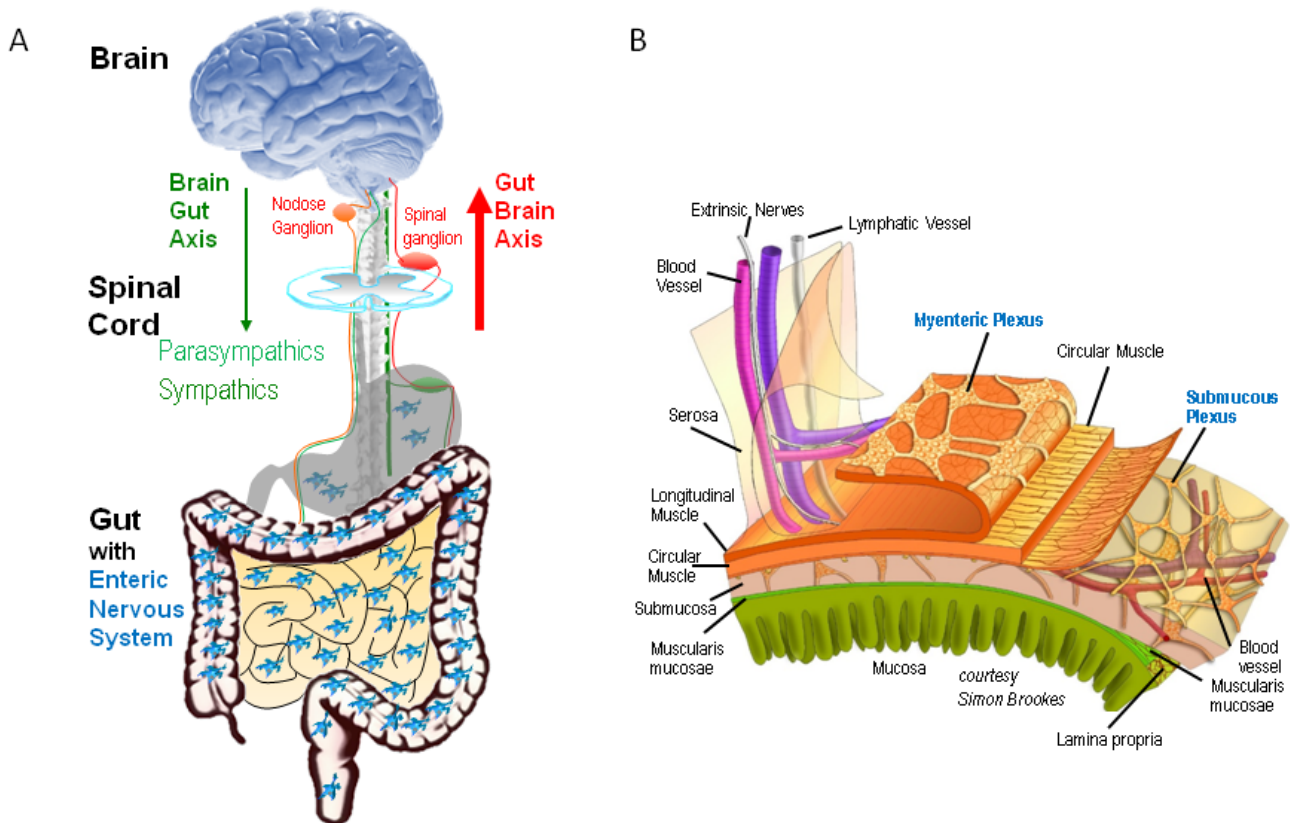 A
Brain
Brain
Gut
Axis
Nodose
Ganglion
Spinal
ganglion
Gut
Brain
Axis
Spinal
Cord
Parasympathics
Sympathics
Gut
with
Enteric
Nervous
System
B
Extrinsic Nerves
Lymphatic Vessel
Blood
Vessel
Myenteric Plexus
Circular Muscle
Submucous
Plexus
Serosa
Longitudinal
Muscle
Circular
Muscle
Submucosa
Muscularis
mucosae
Mucosa
courtesy
Simon Brookes
Blood
vessel
Muscularis
mucosae
Lamina propria